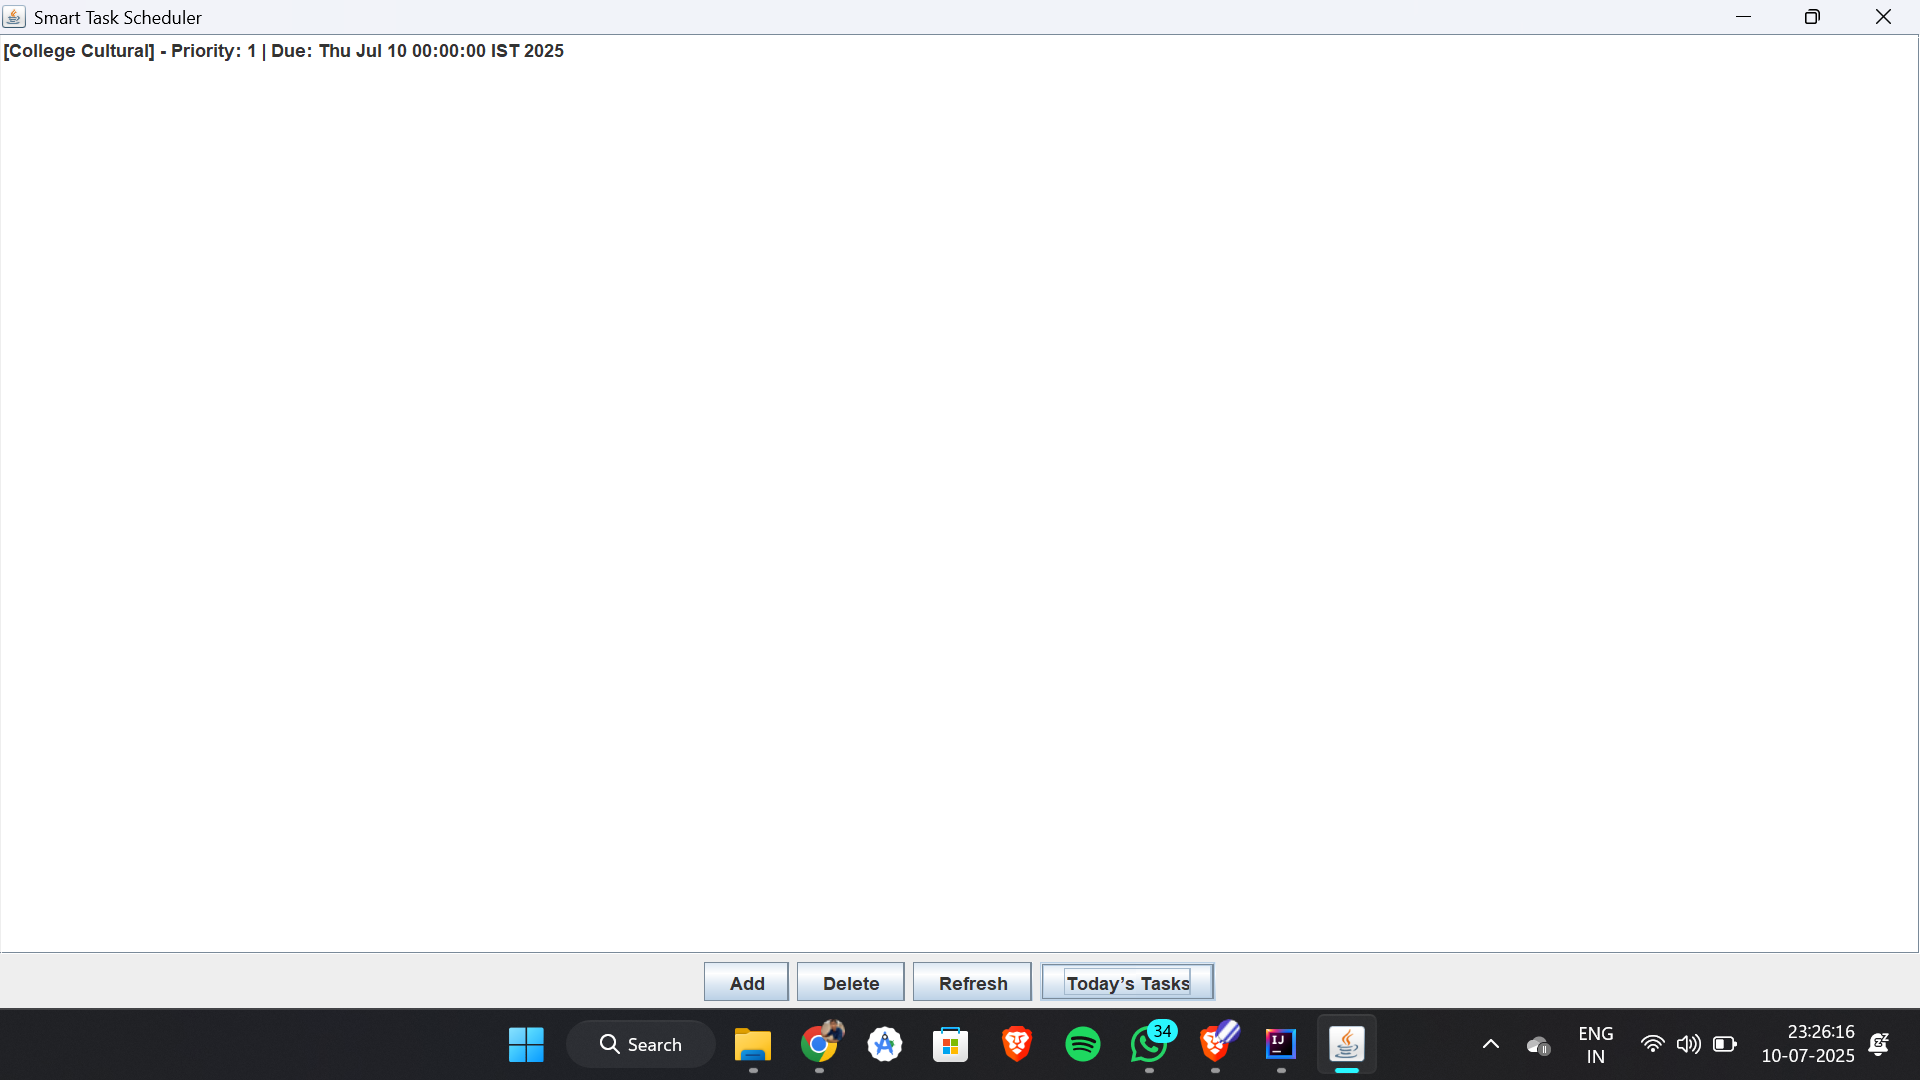 Smart Task Scheduler
[College Cultural] - Priority: 1 | Due: Thu Jul 10 00:00:00 IST 2025
Add Delete Refresh Today’s Tasks
Search
34
IJ
ENG
IN
23:26:16
10-07-2025